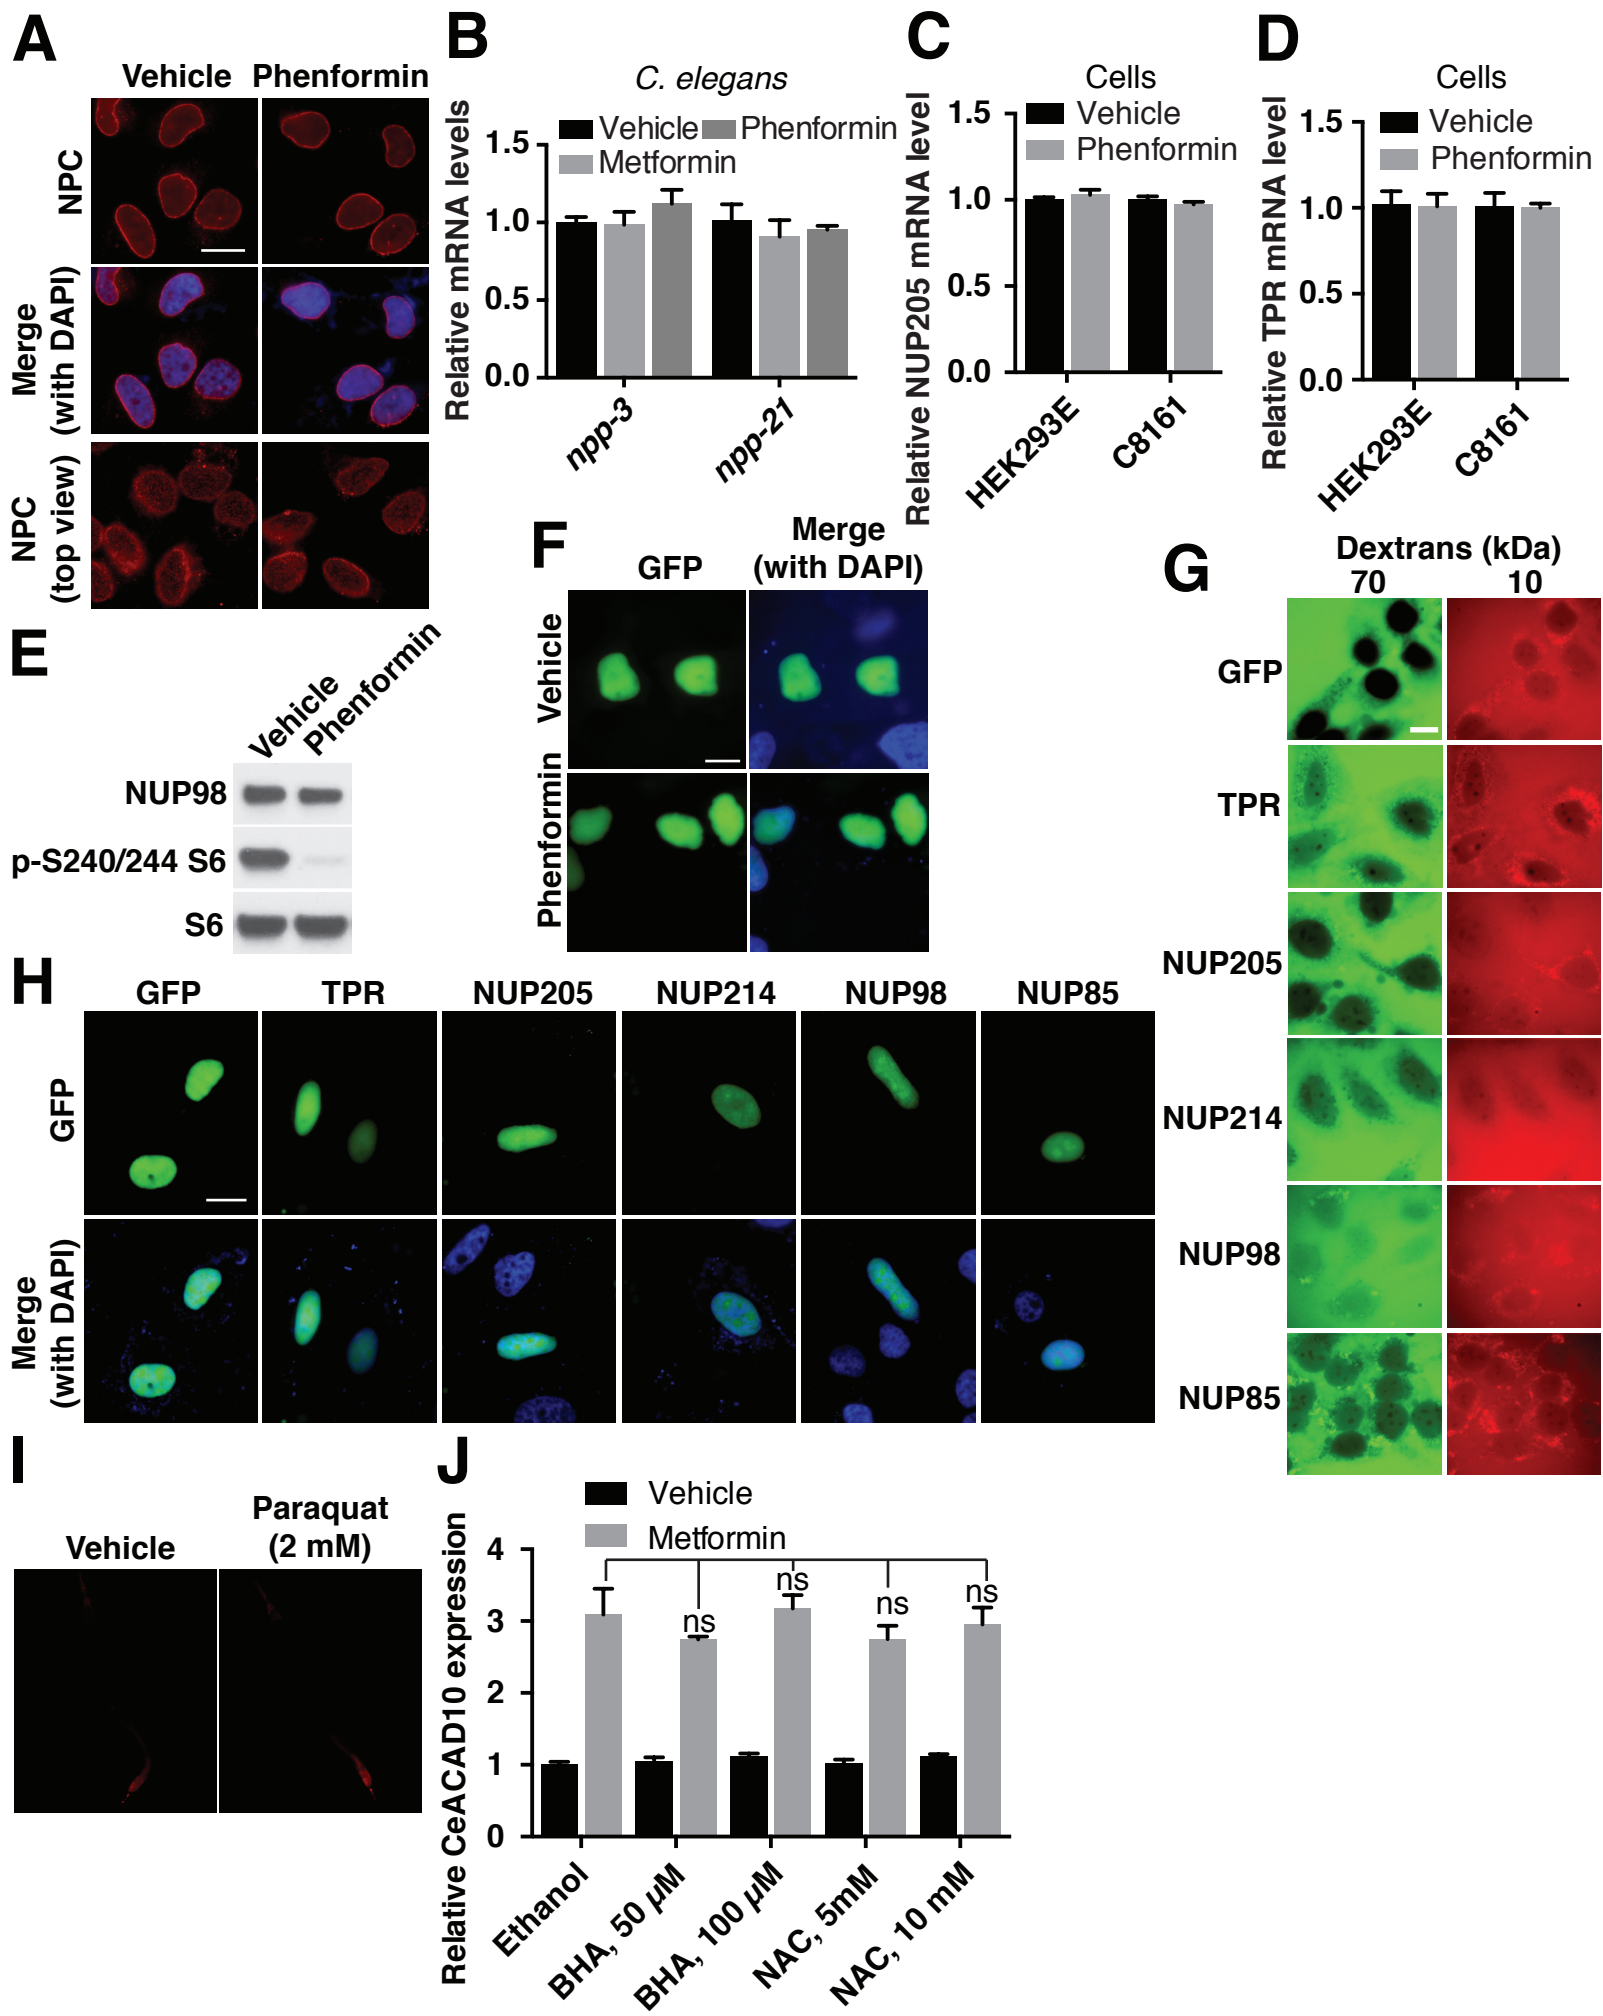 A
Vehicle Phenformin
NPC
Merge
(with DAPI)
NPC
(top view)
B
C. elegans
Vehicle Phenformin
Metformin
Relative mRNA levels
1.5
1.0
0.5
0.0
npp-3
npp-21
C
Cells
Vehicle
Phenformin
Relative NUP205 mRNA level
1.5
1.0
0.5
0.0
HEK293E
C8161
D
Cells
Vehicle
Phenformin
Relative TPR mRNA level
1.5
1.0
0.5
0.0
HEK293E
C8161
E
Vehicle
Phenformin
NUP98
p-S240/244 S6
S6
F
GFP
Merge
(with DAPI)
Vehicle
Phenformin
G
Dextrans (kDa)
70 10
GFP
TPR
NUP205
NUP214
NUP98
NUP85
H
GFP TPR NUP205 NUP214 NUP98 NUP85
GFP
Merge
(with DAPI)
I
Vehicle
Paraquat
(2 mM)
J
Vehicle
Metformin
Relative CeACAD10 expression
4
3
2
1
0
ns
ns
ns
ns
Ethanol
BHA, 50 µM
BHA, 100 µM
NAC, 5mM
NAC, 10 mM